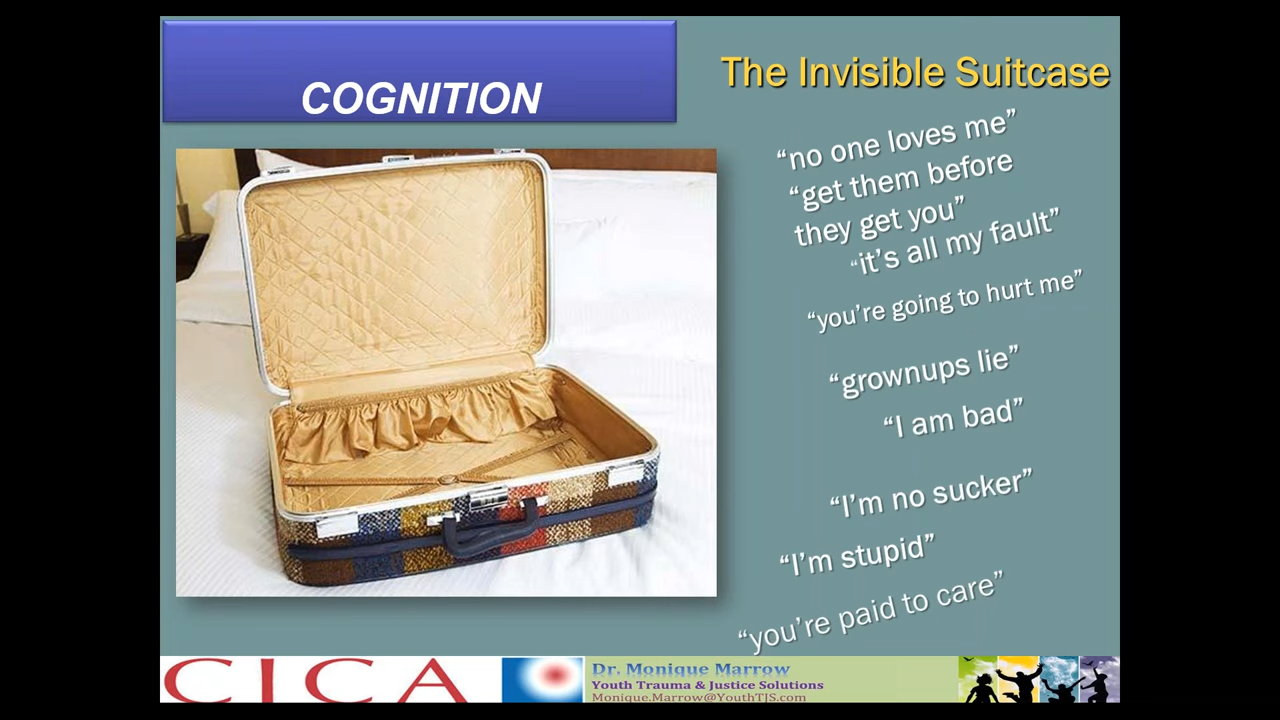 COGNITION
The Invisible Suitcase
“no one loves me”
“get them before
they get you”
“it’s all my fault”
“you’re going to hurt me”
“grownups lie”
“I am bad”
“I’m no sucker”
“I’m stupid”
“you’re paid to care”
CICA
Dr. Monique Marrow
Youth Trauma & Justice Solutions
Monique.Marrow@YouthTJS.com